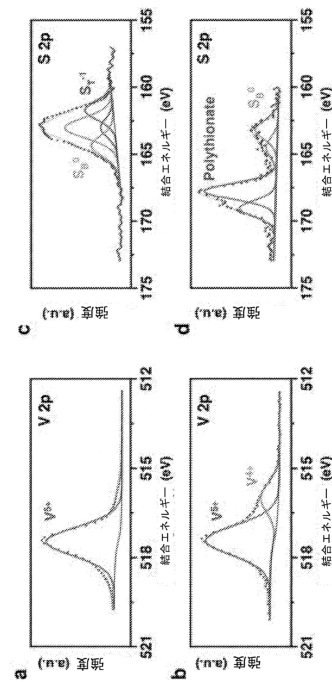 a
V 2p
V5+
強度 (a.u.)
521 518 515 512
結合エネルギー (eV)
b
V 2p
V5+
V4+
強度 (a.u.)
521 518 515 512
結合エネルギー (eV)
c
S 2p
SB0
ST-1
強度 (a.u.)
175 170 165 160 155
結合エネルギー (eV)
d
S 2p
Polythionate
SB0
強度 (a.u.)
175 170 165 160 155
結合エネルギー (eV)